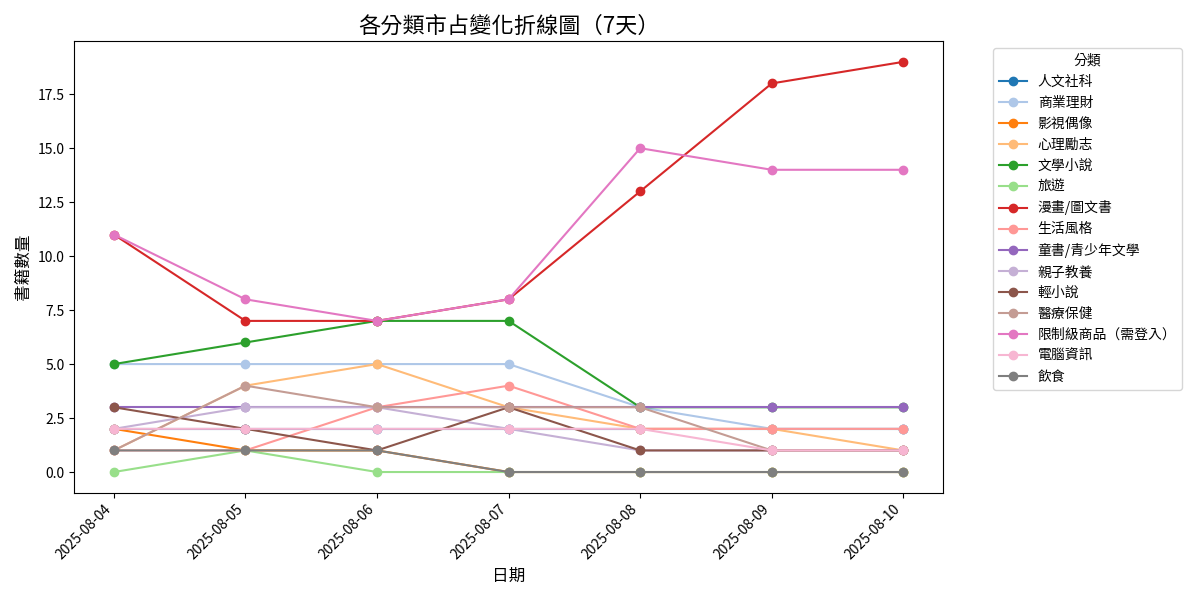 各分類市占變化折線圖（7天）
書籍數量
17.5
15.0
12.5
10.0
7.5
5.0
2.5
0.0
2025-08-04
2025-08-05
2025-08-06
2025-08-07
2025-08-08
2025-08-09
2025-08-10
日期
分類
人文社科
商業理財
影視偶像
心理勵志
文學小說
旅遊
漫畫/圖文書
生活風格
童書/青少年文學
親子教養
輕小說
醫療保健
限制級商品（需登入）
電腦資訊
飲食